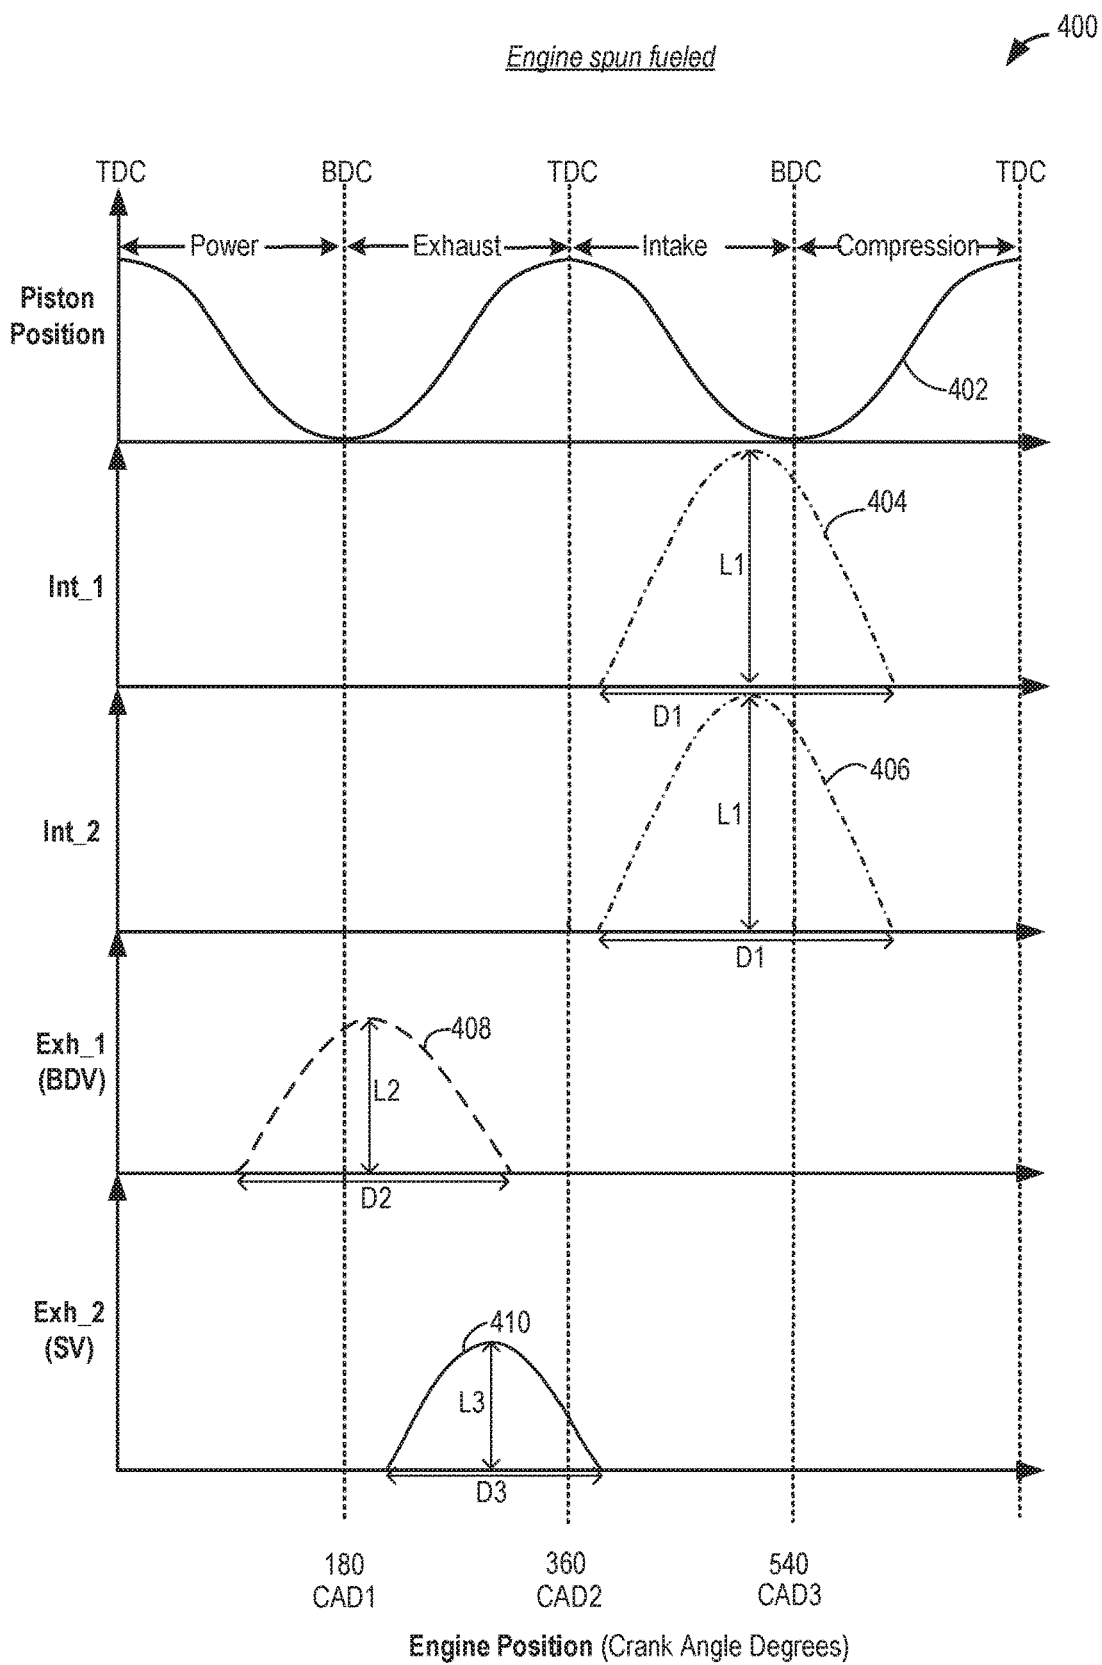 400
Engine spun fueled
TDC BDC TDC BDC TDC
Power Exhaust Intake Compression
Piston
Position
402
404
L1
Int_1
D1
406
L1
Int_2
D1
408
Exh_1
(BDV)
L2
D2
410
Exh_2
(SV)
L3
D3
180 360 540
CAD1 CAD2 CAD3
Engine Position (Crank Angle Degrees)